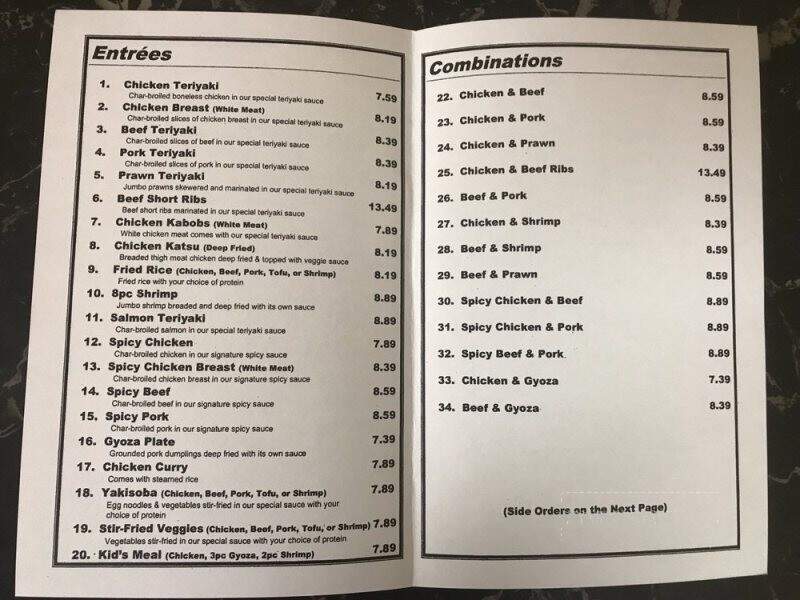 Entrées
1. Chicken Teriyaki 7.59
Char-broiled boneless chicken in our special teriyaki sauce
2. Chicken Breast (White Meat) 8.19
Char-broiled slices of chicken breast in our special teriyaki sauce
3. Beef Teriyaki 8.39
Char-broiled slices of beef in our special teriyaki sauce
4. Pork Teriyaki 8.39
Char-broiled slices of pork in our special teriyaki sauce
5. Prawn Teriyaki 8.19
Jumbo prawns skewered and marinated in our special teriyaki sauce
6. Beef Short Ribs 13.49
Beef short ribs marinated in our special teriyaki sauce
7. Chicken Kabobs (White Meat) 7.89
White chicken meat comes with our special teriyaki sauce
8. Chicken Katsu (Deep Fried) 8.19
Breaded thigh meat chicken deep fried & topped with veggie sauce
9. Fried Rice (Chicken, Beef, Pork, Tofu, or Shrimp) 8.19
Fried rice with your choice of protein
10. 8pc Shrimp 8.89
Jumbo shrimp breaded and deep fried with its own sauce
11. Salmon Teriyaki 8.89
Char-broiled salmon in our special teriyaki sauce
12. Spicy Chicken 7.89
Char-broiled chicken in our signature spicy sauce
13. Spicy Chicken Breast (White Meat) 8.39
Char-broiled chicken breast in our signature spicy sauce
14. Spicy Beef 8.59
Char-broiled beef in our signature spicy sauce
15. Spicy Pork 8.59
Char-broiled pork in our signature spicy sauce
16. Gyoza Plate 7.39
Grounded pork dumplings deep fried with its own sauce
17. Chicken Curry 7.89
Comes with steamed rice
18. Yakisoba (Chicken, Beef, Pork, Tofu, or Shrimp) 7.89
Egg noodles & vegetables stir-fried in our special sauce with your
choice of protein
19. Stir-Fried Veggies (Chicken, Beef, Pork, Tofu, or Shrimp) 7.89
Vegetables stir-fried in our special sauce with your choice of protein
20. Kid's Meal (Chicken, 3pc Gyoza, 2pc Shrimp) 7.89
Combinations
22. Chicken & Beef 8.59
23. Chicken & Pork 8.59
24. Chicken & Prawn 8.39
25. Chicken & Beef Ribs 13.49
26. Beef & Pork 8.59
27. Chicken & Shrimp 8.39
28. Beef & Shrimp 8.59
29. Beef & Prawn 8.59
30. Spicy Chicken & Beef 8.89
31. Spicy Chicken & Pork 8.89
32. Spicy Beef & Pork 8.89
33. Chicken & Gyoza 7.39
34. Beef & Gyoza 8.39
(Side Orders on the Next Page)